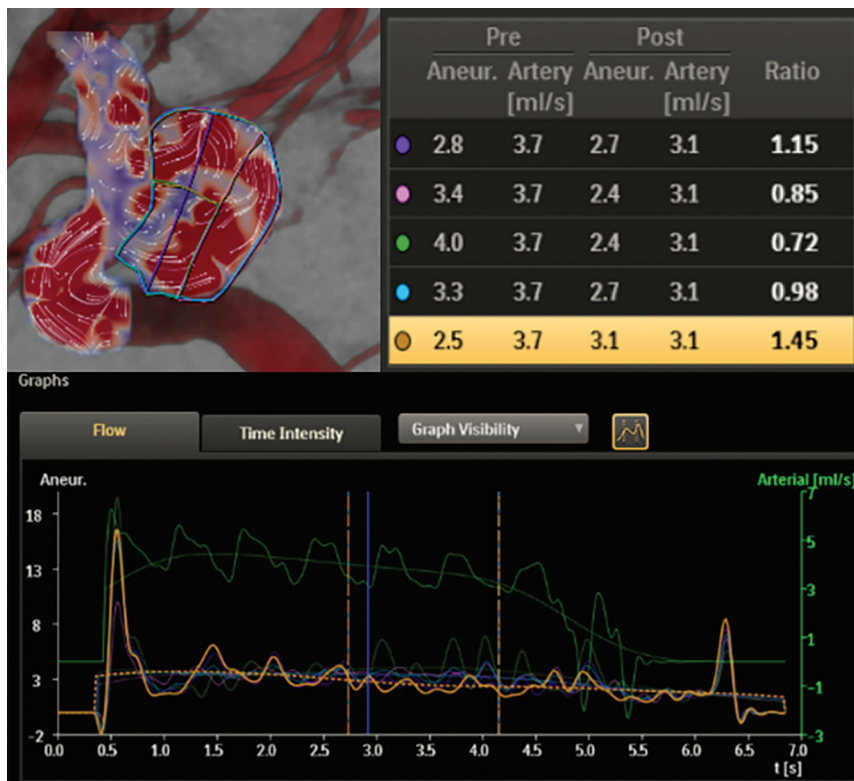 Pre Post
Aneur. Artery Aneur. Artery Ratio
[ml/s] [ml/s]
2.8 3.7 2.7 3.1 1.15
3.4 3.7 2.4 3.1 0.85
4.0 3.7 2.4 3.1 0.72
3.3 3.7 2.7 3.1 0.98
2.5 3.7 3.1 3.1 1.45
Graphs
Flow Time Intensity Graph Visibility
Aneur. Arterial [ml/s]
7
18
5
13
3
8
1
3
-1
-2 -3
0.0 0.5 1.0 1.5 2.0 2.5 3.0 3.5 4.0 4.5 5.0 5.5 6.0 6.5 7.0
t [s]